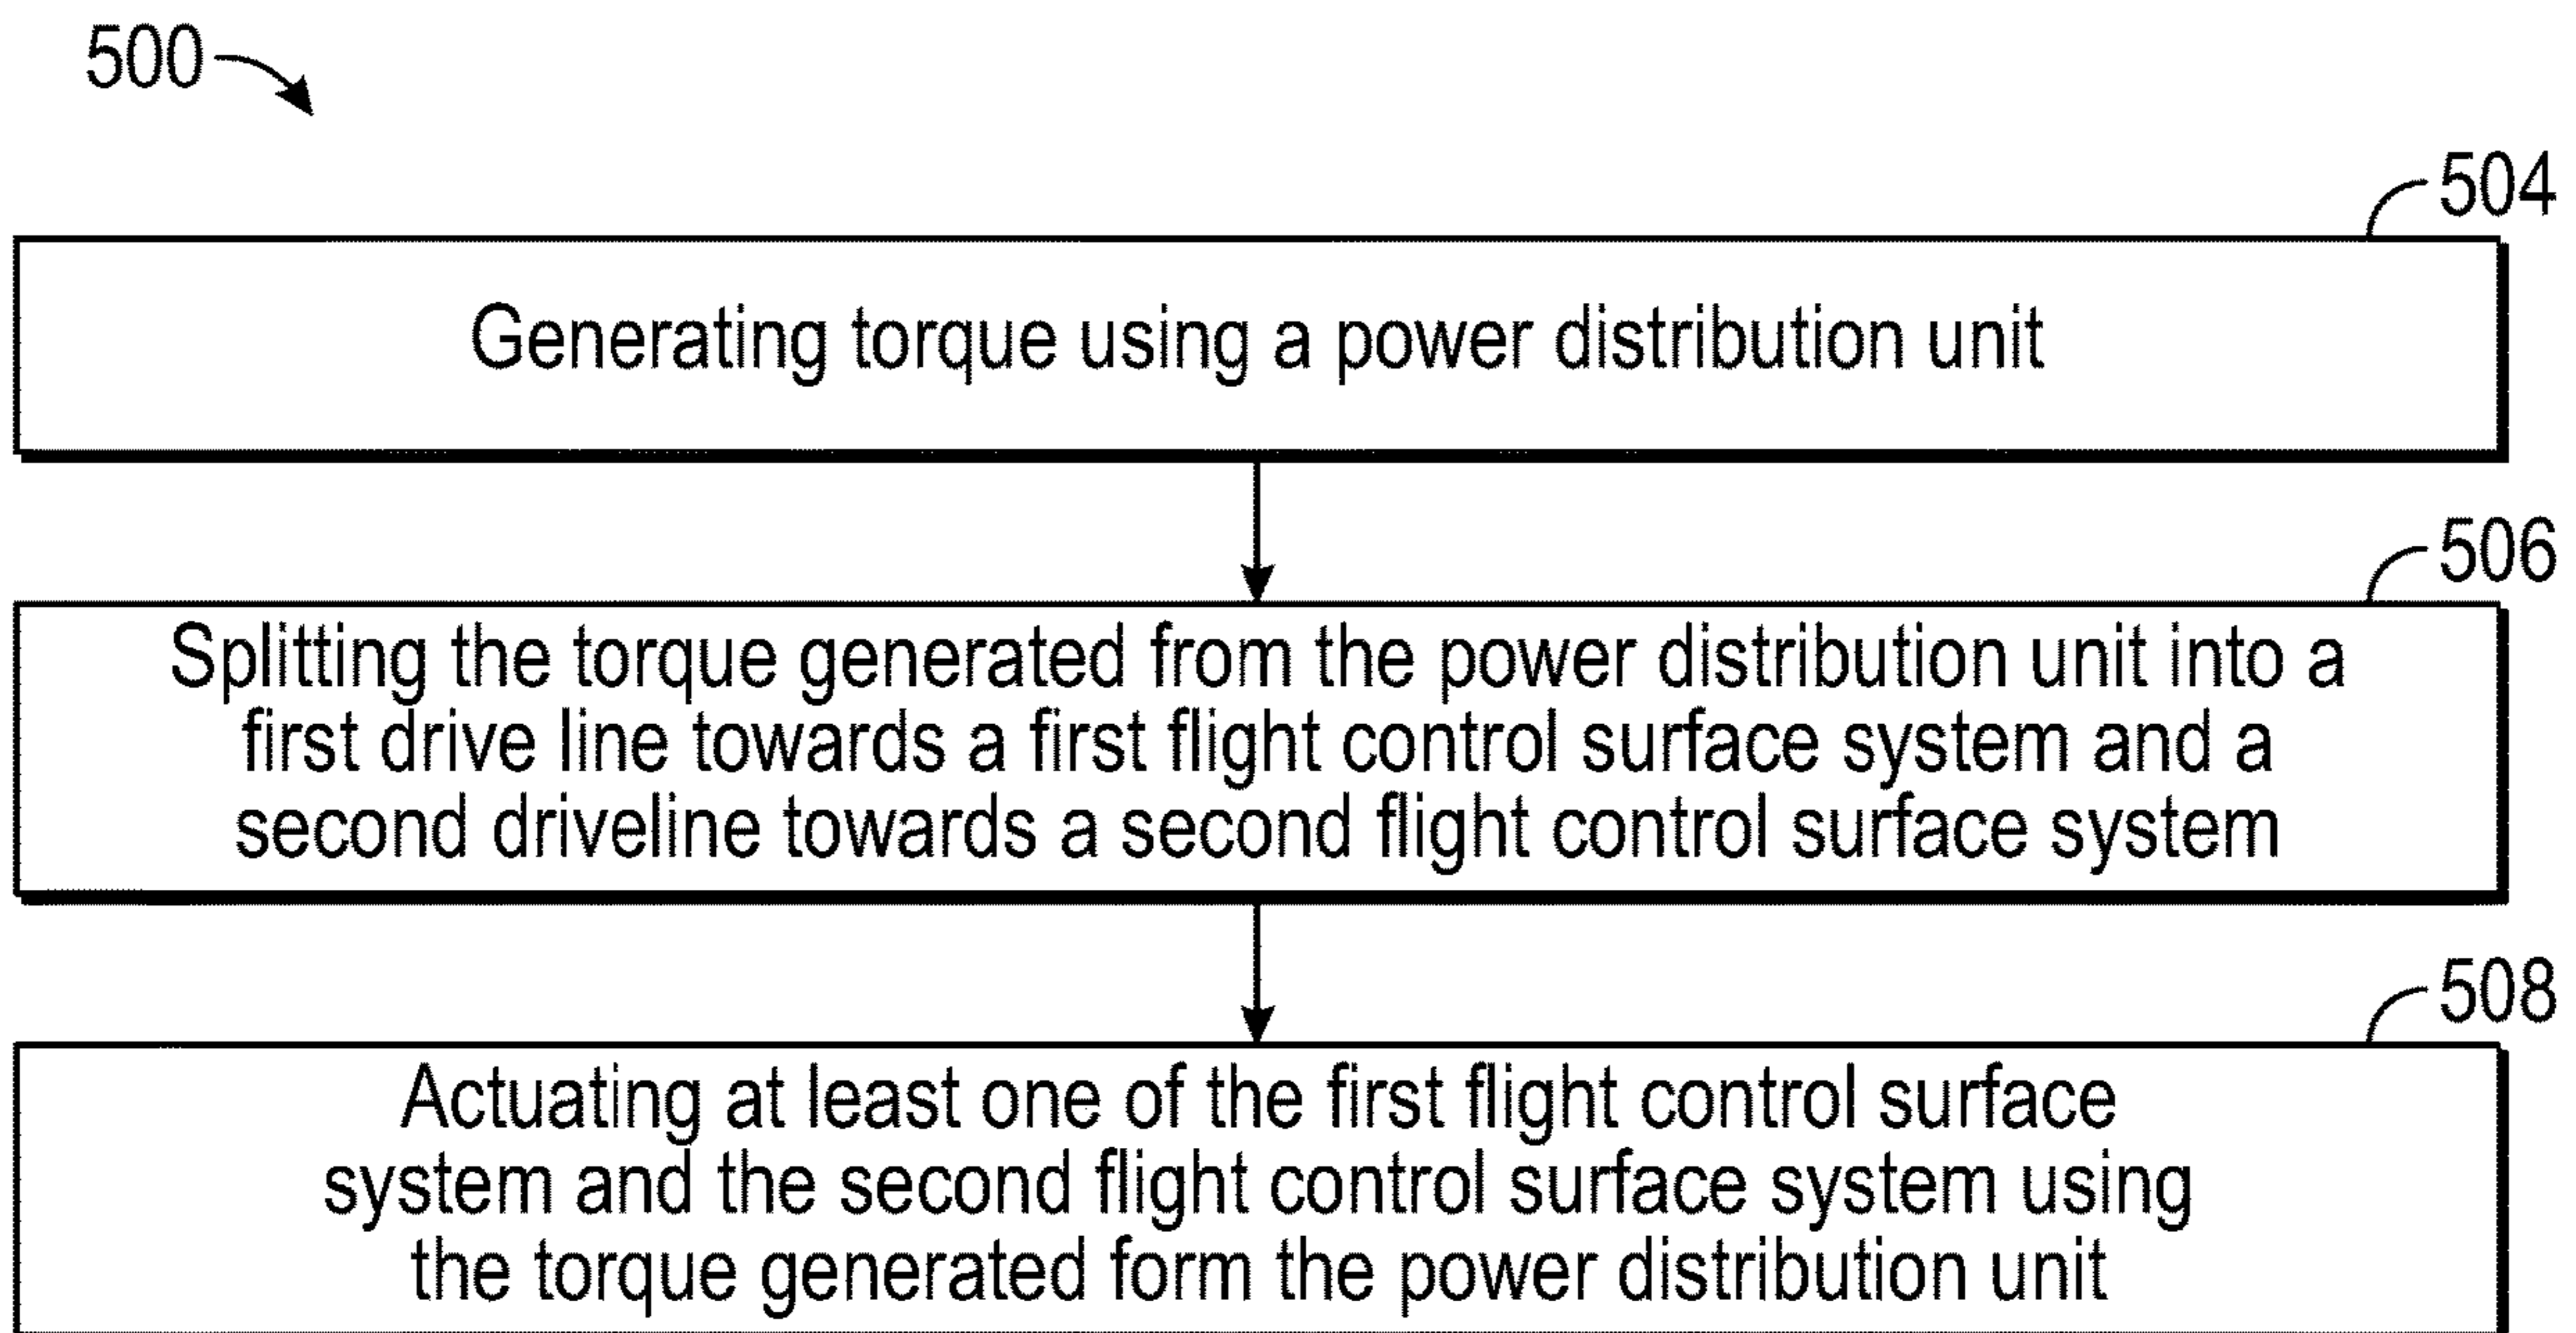 500
504
Generating torque using a power distribution unit
506
Splitting the torque generated from the power distribution unit into a
first drive line towards a first flight control surface system and a
second driveline towards a second flight control surface system
508
Actuating at least one of the first flight control surface
system and the second flight control surface system using
the torque generated form the power distribution unit